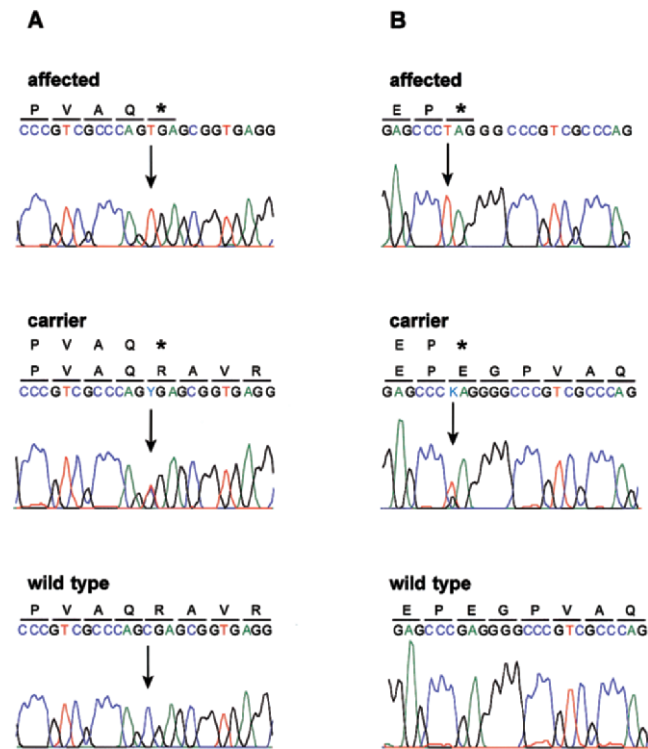 A
affected
P V A Q *
CCCGTCGCCCAGTGAGCGGTGAGG
carrier
P V A Q *
P V A Q R A V R
CCCGTCGCCCAGYGAGCGGTGAGG
wild type
P V A Q R A V R
CCCGTCGCCCAGCGAGCGGTGAGG
B
affected
E P *
GAGCCCTAGGGGCCCGTCGCCCAG
carrier
E P *
E P E G P V A Q
GAGCCCKAGGGGCCCGTCGCCCAG
wild type
E P E G P V A Q
GAGCCCGAGGGGCCCGTCGCCCAG